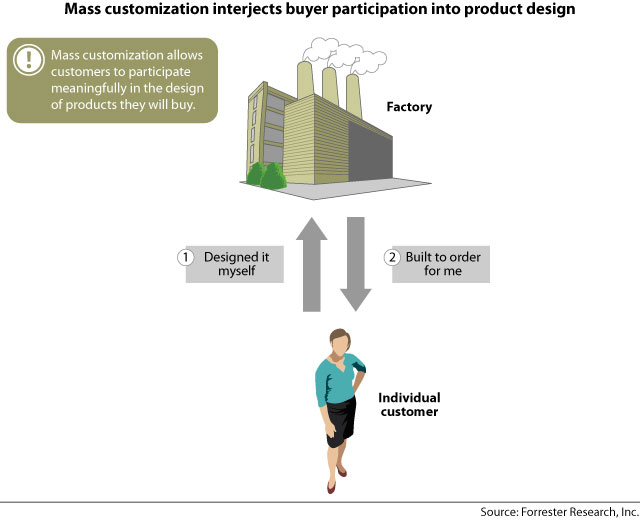 Mass customization interjects buyer participation into product design
Mass customization allows
customers to participate
meaningfully in the design
of products they will buy.
Factory
1 Designed it
myself
2 Built to order
for me
Individual
customer
Source: Forrester Research, Inc.